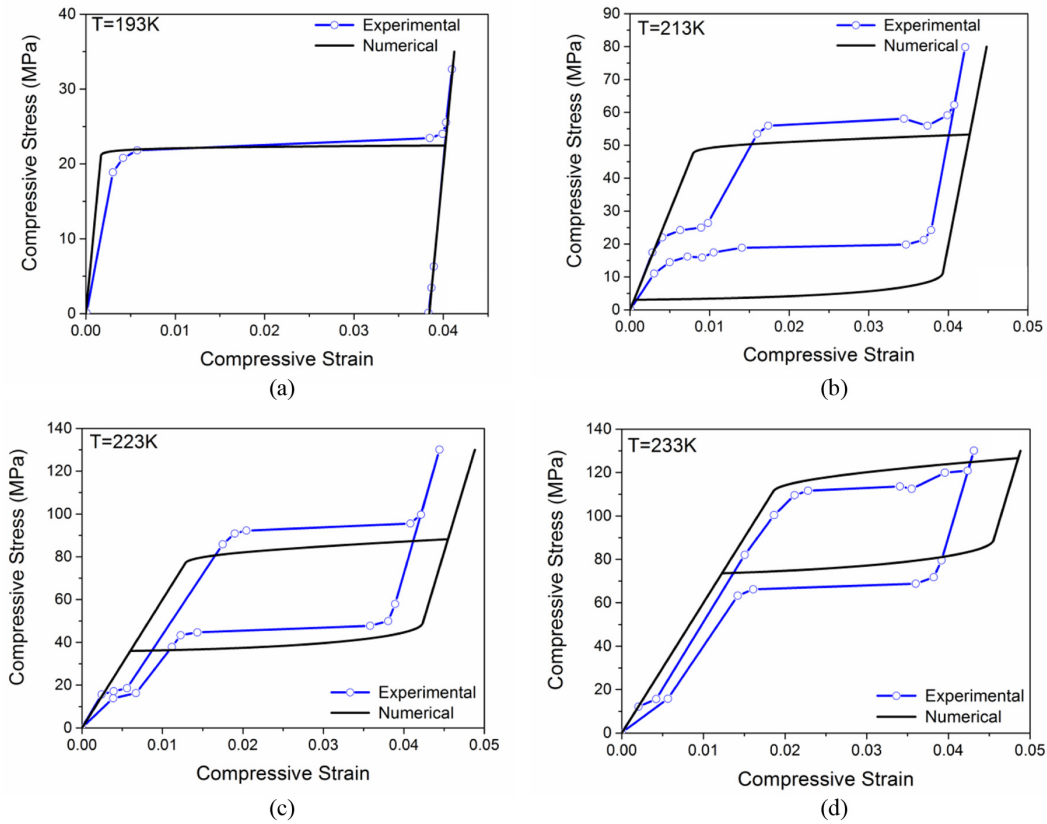 T=193K
Experimental
Numerical
Compressive Stress (MPa)
40
30
20
10
0
0.00 0.01 0.02 0.03 0.04
Compressive Strain
(a)
T=213K
Experimental
Numerical
Compressive Stress (MPa)
90
80
70
60
50
40
30
20
10
0
0.00 0.01 0.02 0.03 0.04 0.05
Compressive Strain
(b)
T=223K
Compressive Stress (MPa)
140
120
100
80
60
40
20
0
Experimental
Numerical
0.00 0.01 0.02 0.03 0.04 0.05
Compressive Strain
(c)
T=233K
Compressive Stress (MPa)
140
120
100
80
60
40
20
0
Experimental
Numerical
0.00 0.01 0.02 0.03 0.04 0.05
Compressive Strain
(d)